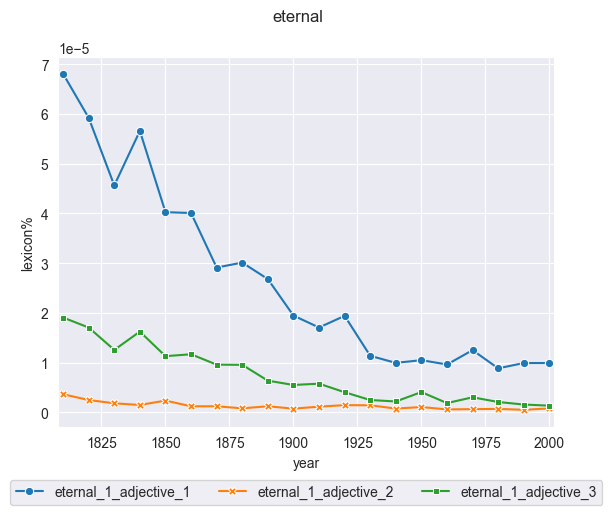 eternal
1e−5
7
6
5
4
3
2
1
0
lexicon%
1825 1850 1875 1900 1925 1950 1975 2000
year
eternal_1_adjective_1 eternal_1_adjective_2 eternal_1_adjective_3